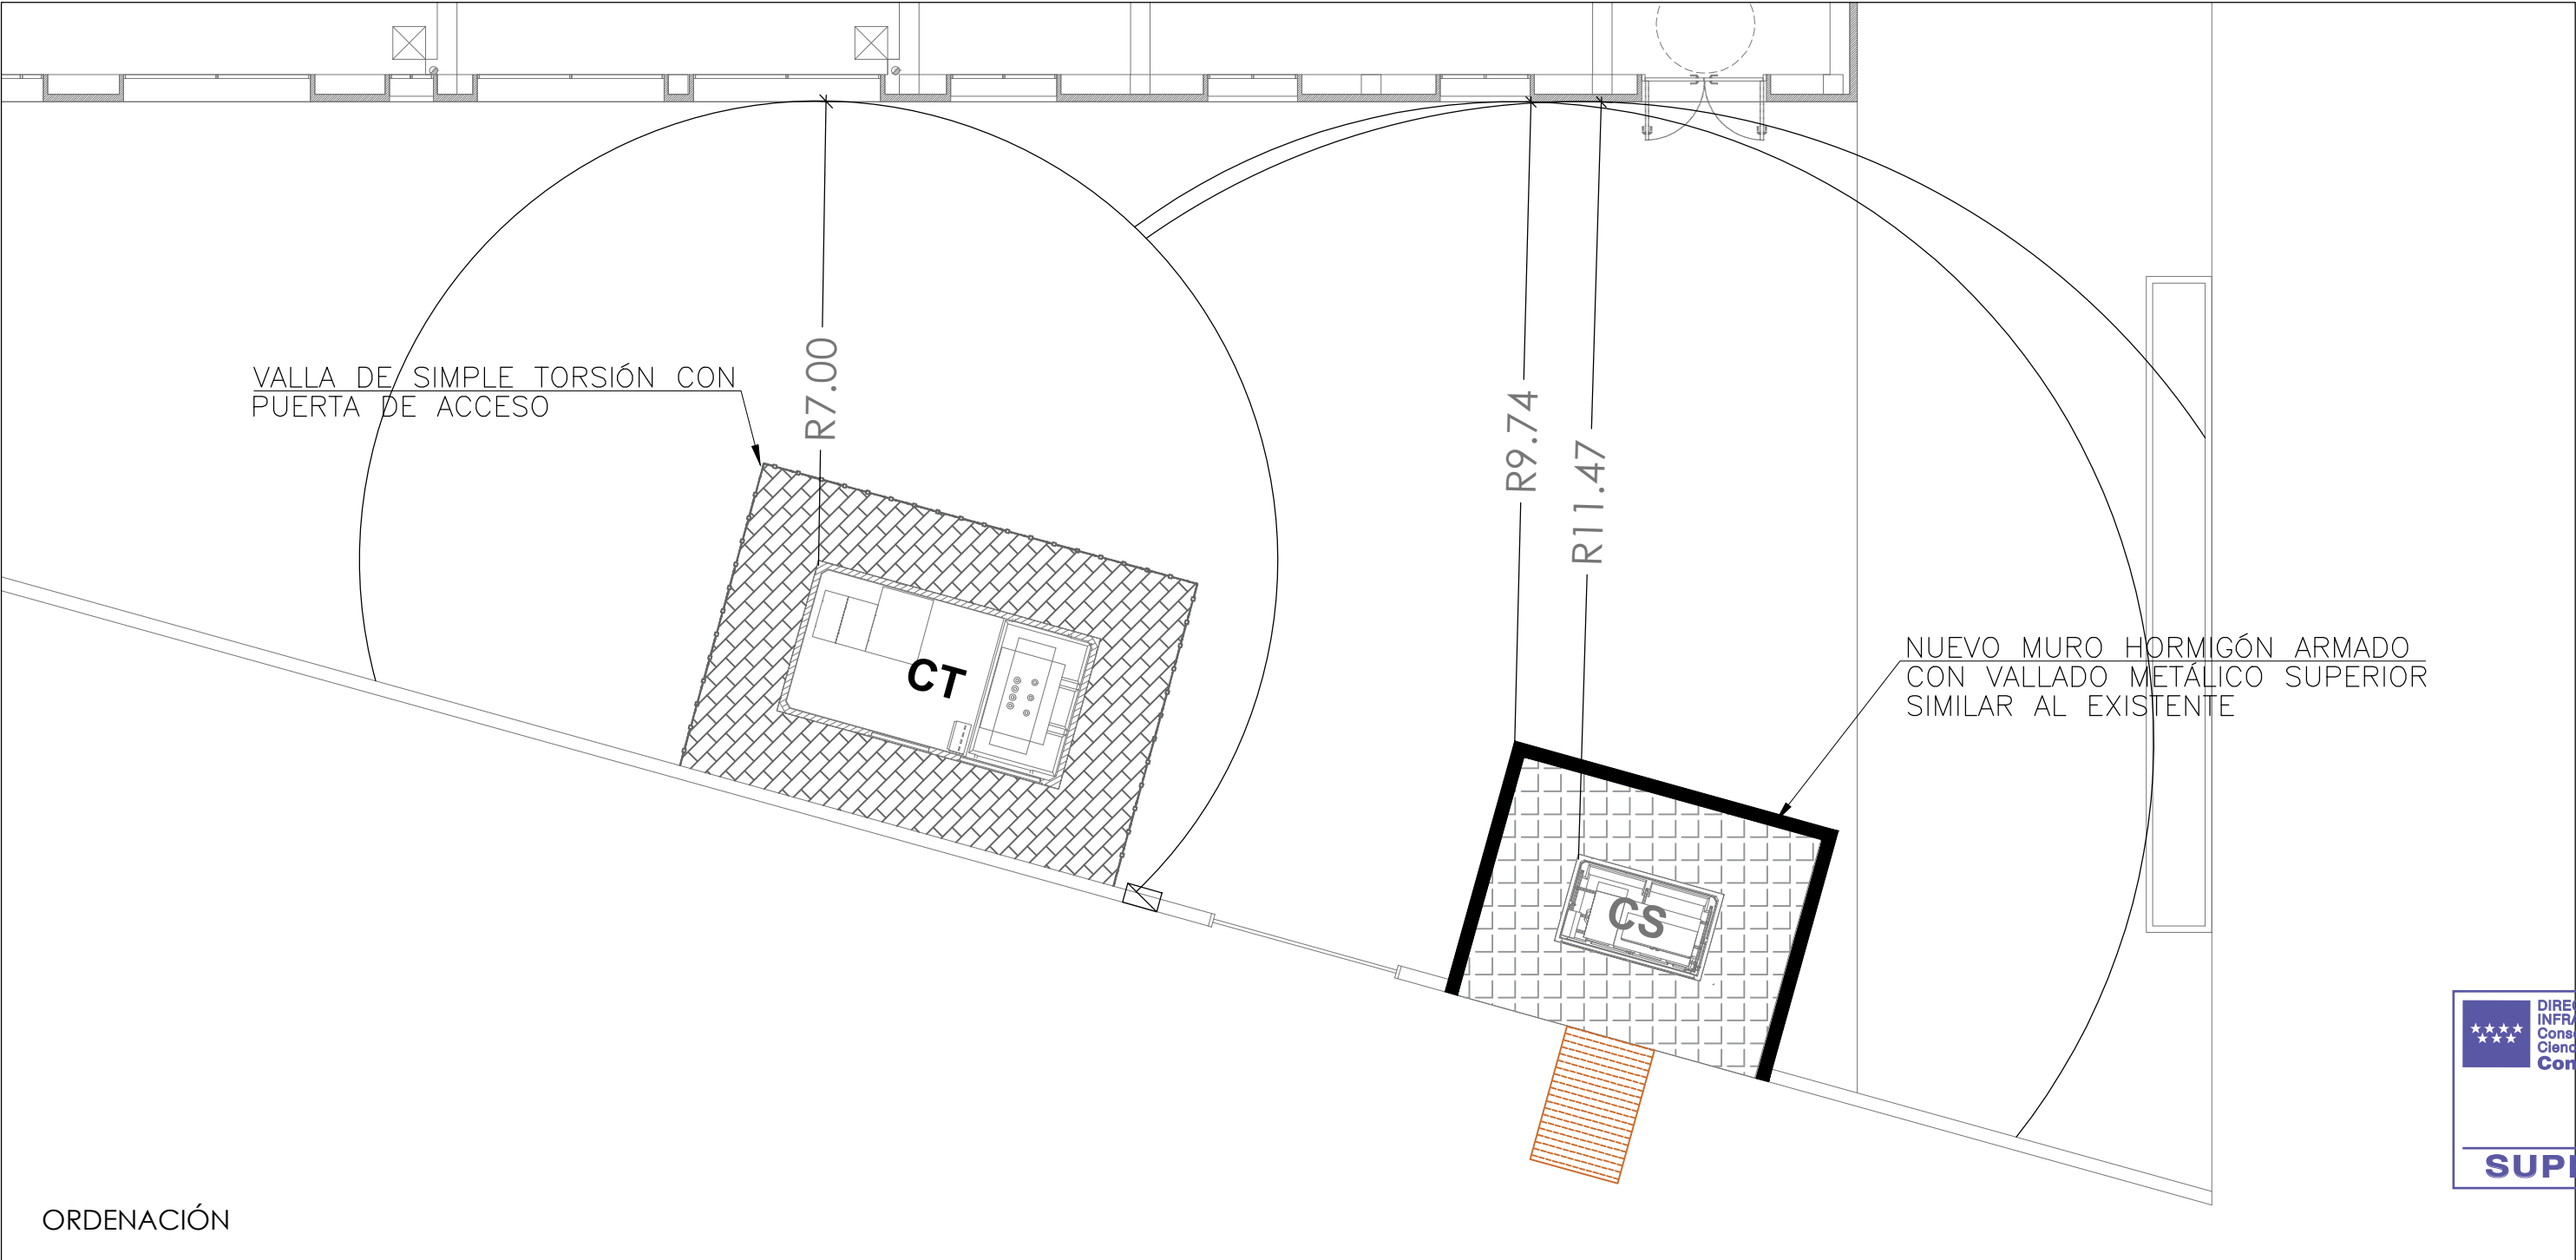 VALLA DE SIMPLE TORSIÓN CON
PUERTA DE ACCESO
R7.00
R9.74
R11.47
CT
CS
NUEVO MURO HORMIGÓN ARMADO
CON VALLADO METÁLICO SUPERIOR
SIMILAR AL EXISTENTE
ORDENACIÓN